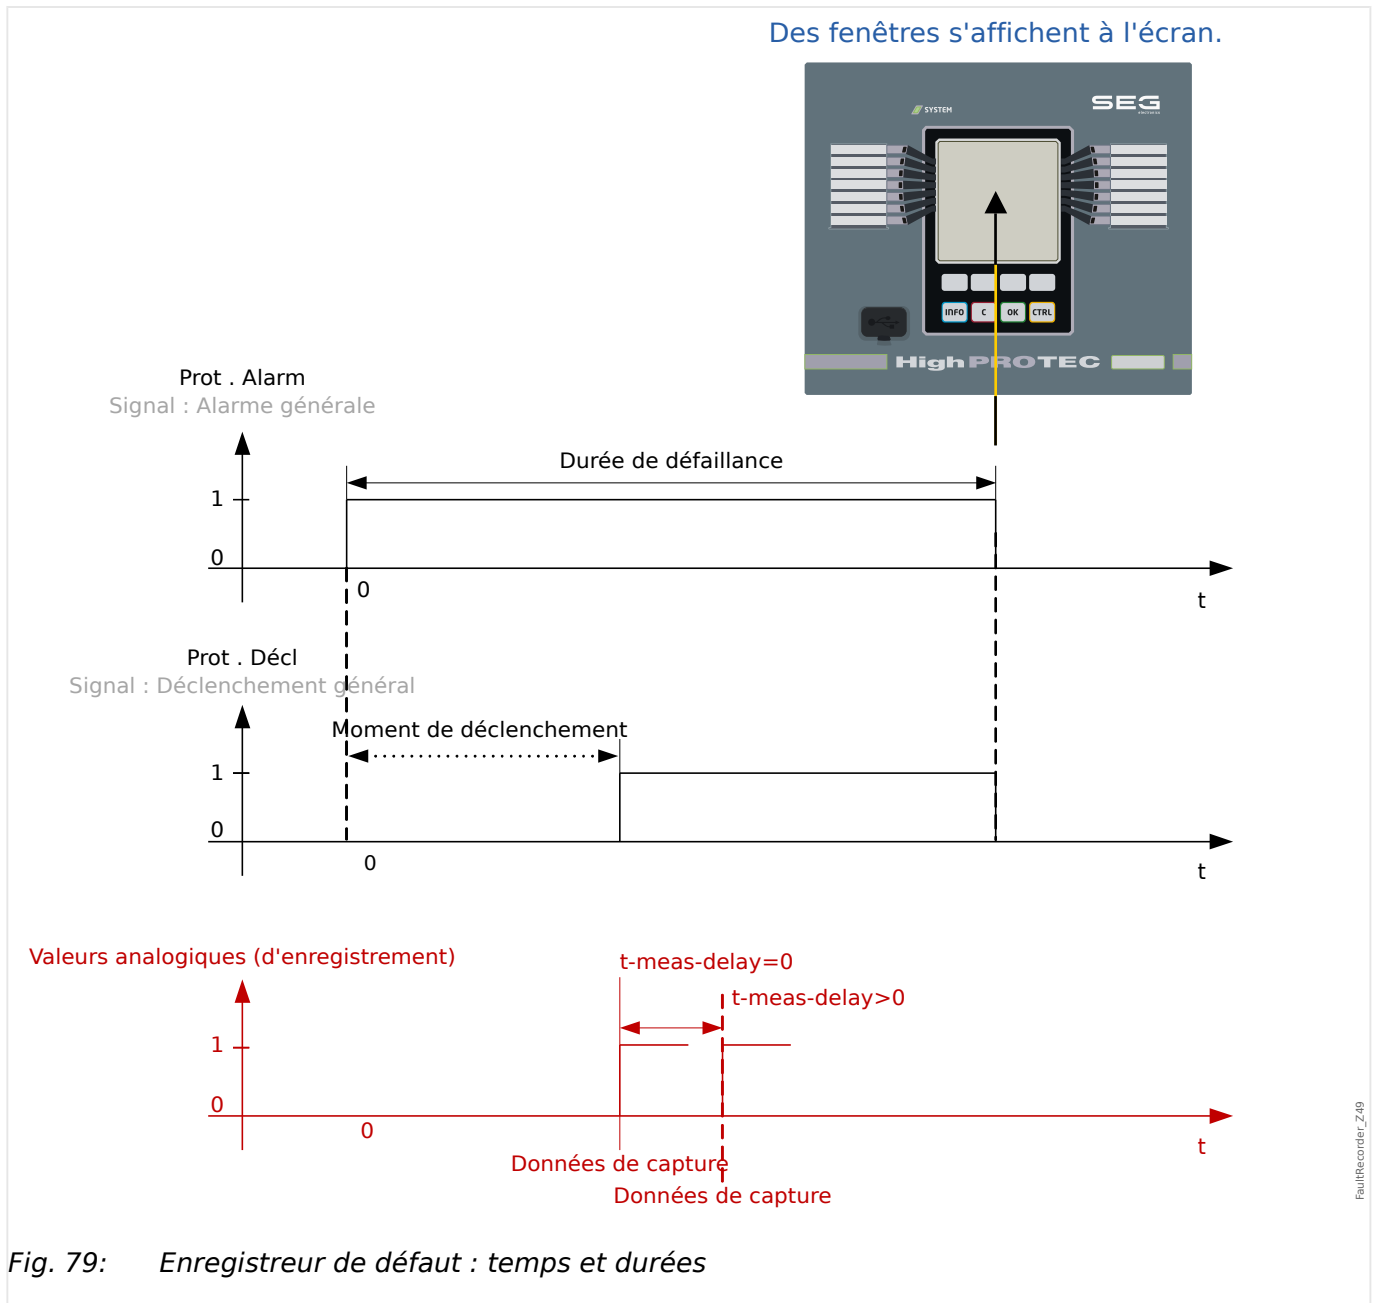 Des fenêtres s'affichent à l'écran.
SYSTEM
SEG
electronics
INFO
C
OK
CTRL
HighPROTEC
Prot . Alarm
Signal : Alarme générale
Durée de défaillance
1
0
0
t
Prot . Décl
Signal : Déclenchement général
Moment de déclenchement
1
0
0
t
Valeurs analogiques (d'enregistrement)
t-meas-delay=0
t-meas-delay>0
1
0
0
t
Données de capture
Données de capture
FaultRecorder_Z49
Fig. 79: Enregistreur de défaut : temps et durées